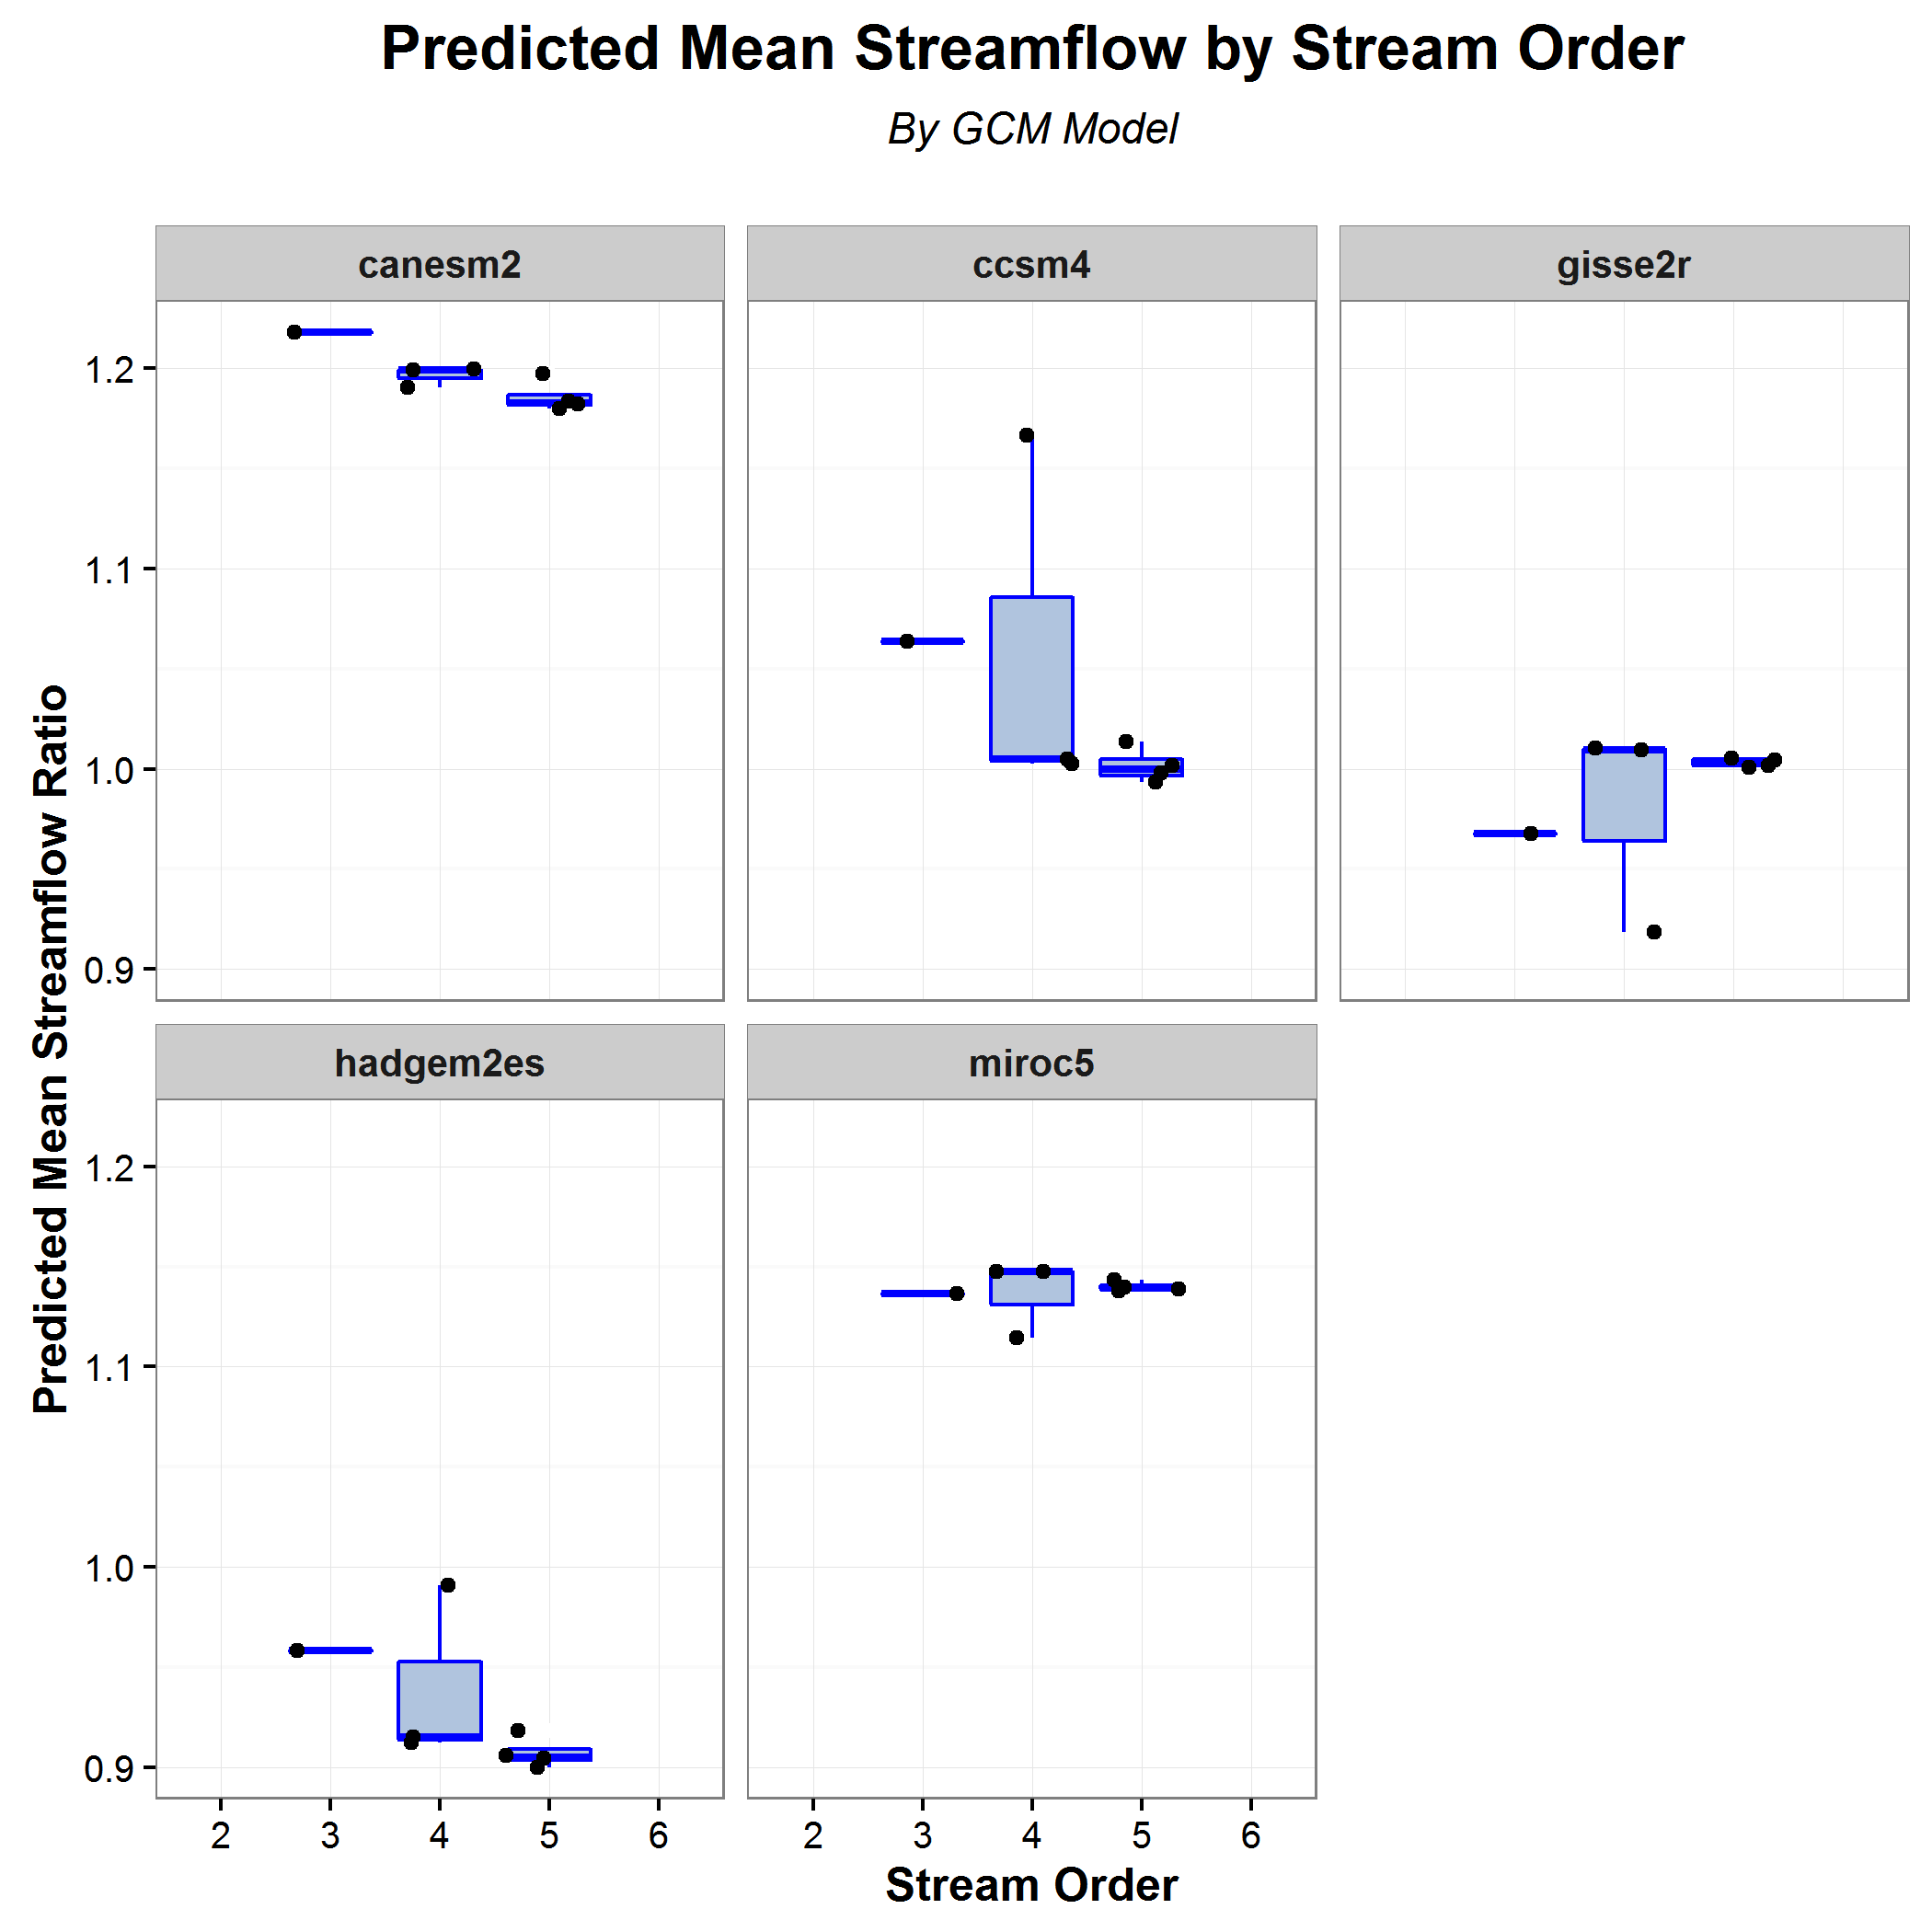 Predicted Mean Streamflow by Stream Order
By GCM Model
canesm2
ccsm4
gisse2r
1.2
1.1
1.0
0.9
Predicted Mean Streamflow Ratio
hadgem2es
miroc5
1.2
1.1
1.0
0.9
2 3 4 5 6
2 3 4 5 6
Stream Order